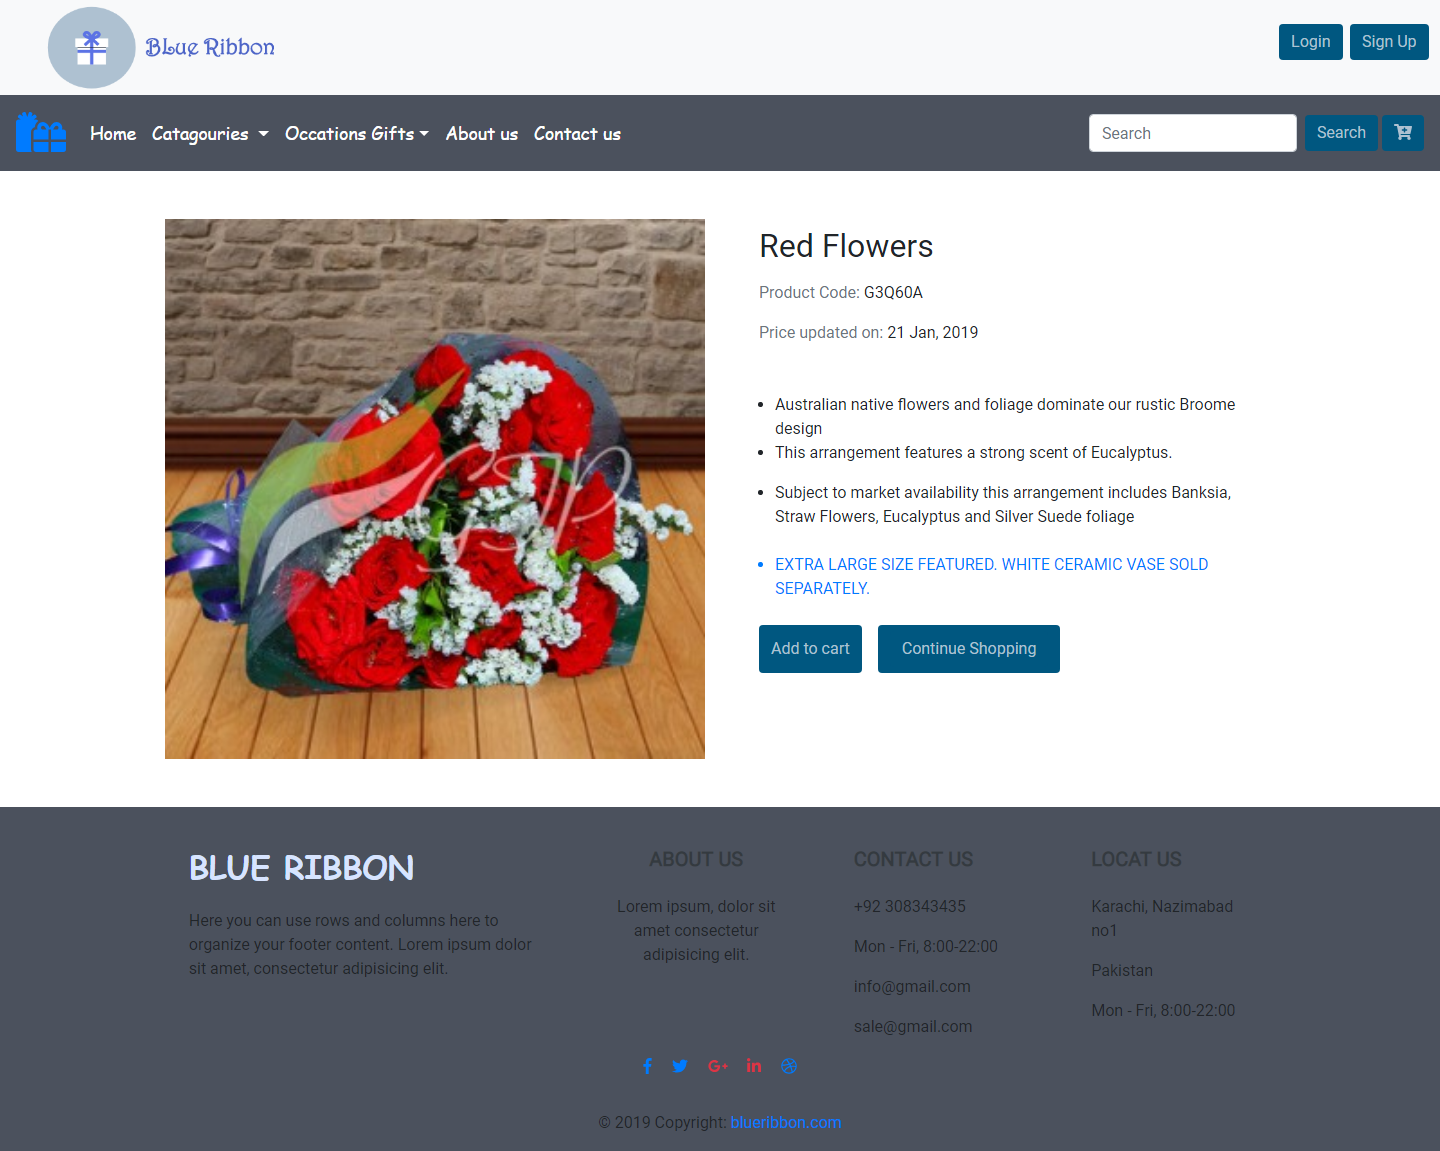 BLue Ribbon
Login
Sign Up
Home
Catagouries
Occations Gifts
About us
Contact us
Search
Search
Red Flowers
Product Code: G3Q60A
Price updated on: 21 Jan, 2019
Australian native flowers and foliage dominate our rustic Broome
design
This arrangement features a strong scent of Eucalyptus.
Subject to market availability this arrangement includes Banksia,
Straw Flowers, Eucalyptus and Silver Suede foliage
EXTRA LARGE SIZE FEATURED. WHITE CERAMIC VASE SOLD
SEPARATELY.
Add to cart
Continue Shopping
BLUE RIBBON
Here you can use rows and columns here to
organize your footer content. Lorem ipsum dolor
sit amet, consectetur adipisicing elit.
ABOUT US
Lorem ipsum, dolor sit
amet consectetur
adipisicing elit.
CONTACT US
+92 308343435
Mon - Fri, 8:00-22:00
info@gmail.com
sale@gmail.com
LOCAT US
Karachi, Nazimabad
no1
Pakistan
Mon - Fri, 8:00-22:00
© 2019 Copyright: blueribbon.com